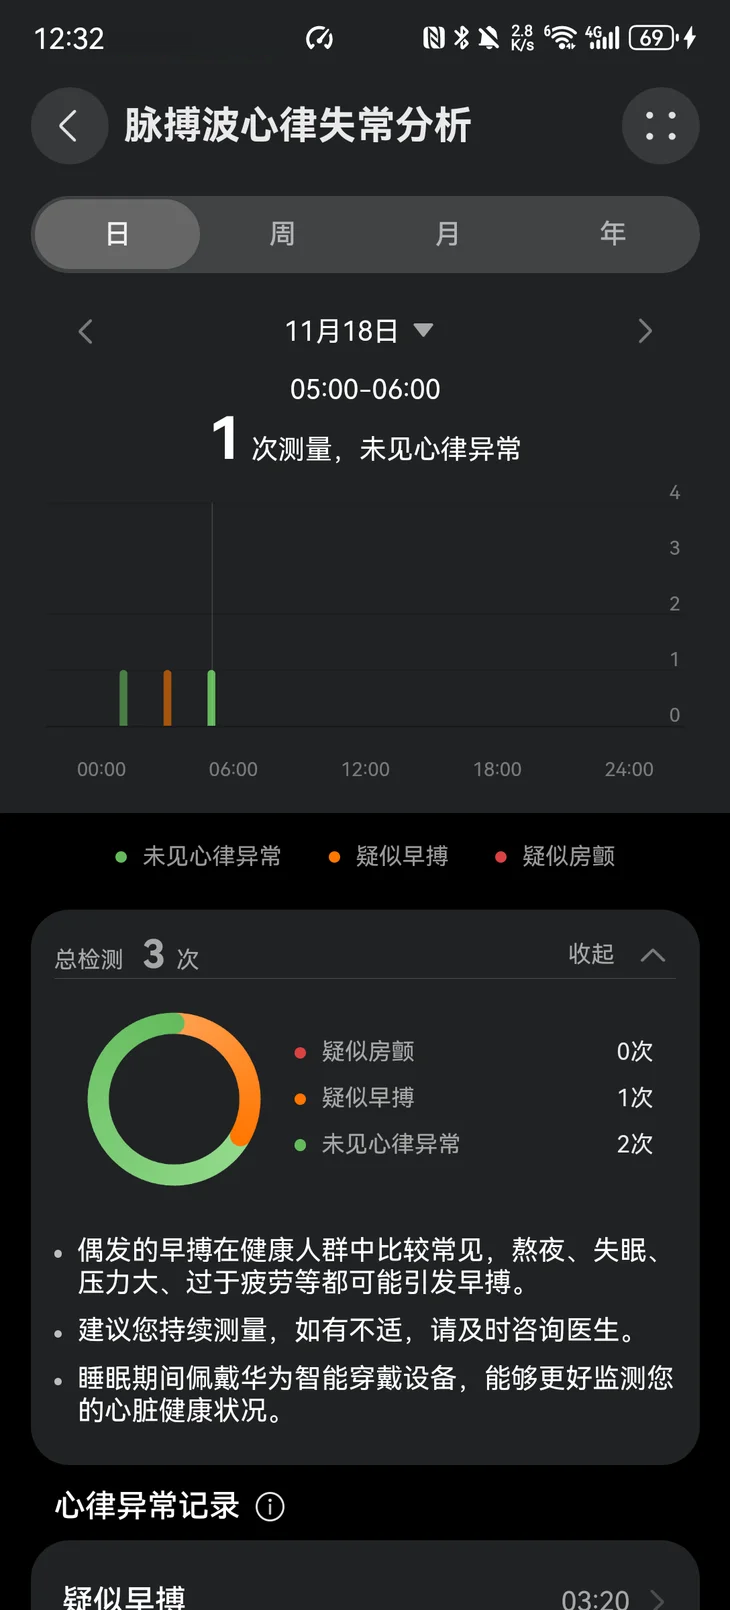 12:32
2.8 K/s 6 4G 69
脉搏波心律失常分析
日 周 月 年
11月18日
05:00-06:00
1 次测量，未见心律异常
4
3
2
1
0
00:00 06:00 12:00 18:00 24:00
未见心律异常 疑似早搏 疑似房颤
总检测 3 次 收起
疑似房颤 0次
疑似早搏 1次
未见心律异常 2次
偶发的早搏在健康人群中比较常见，熬夜、失眠、
压力大、过于疲劳等都可能引发早搏。
建议您持续测量，如有不适，请及时咨询医生。
睡眠期间佩戴华为智能穿戴设备，能够更好监测您
的心脏健康状况。
心律异常记录
疑似早搏 03:20